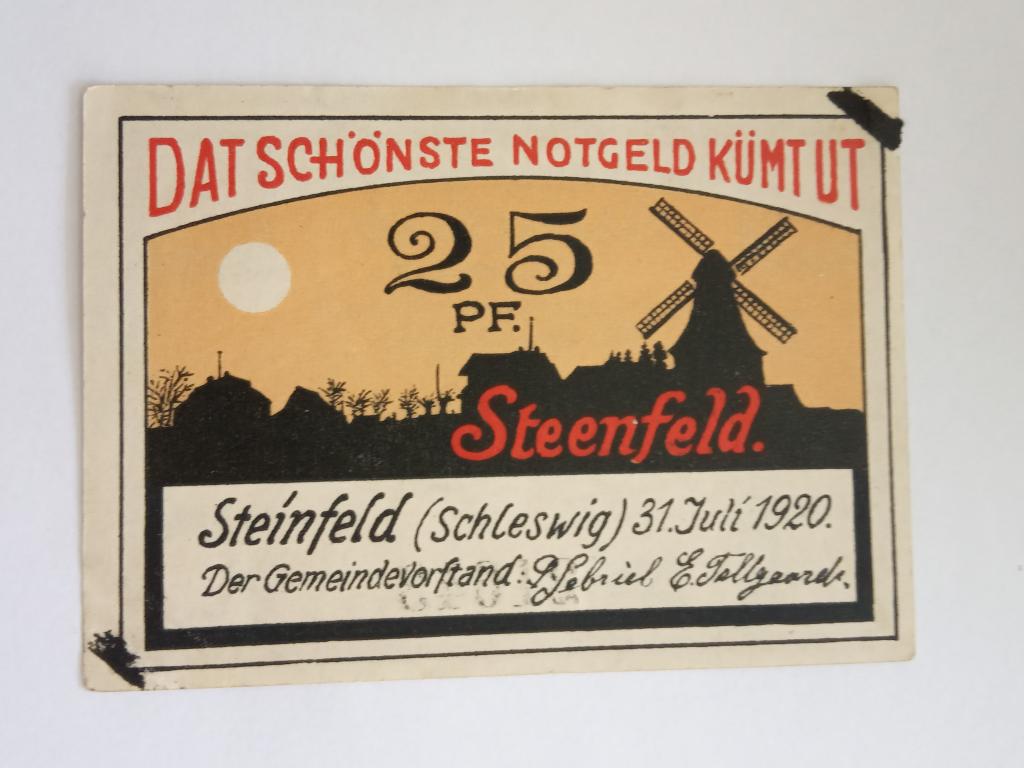 DAT SCHÖNSTE NOTGELD KÜMT UT
25
PF.
Steenfeld.
Steinfeld (Schleswig) 31. Juli 1920.
Der Gemeindevorstand: